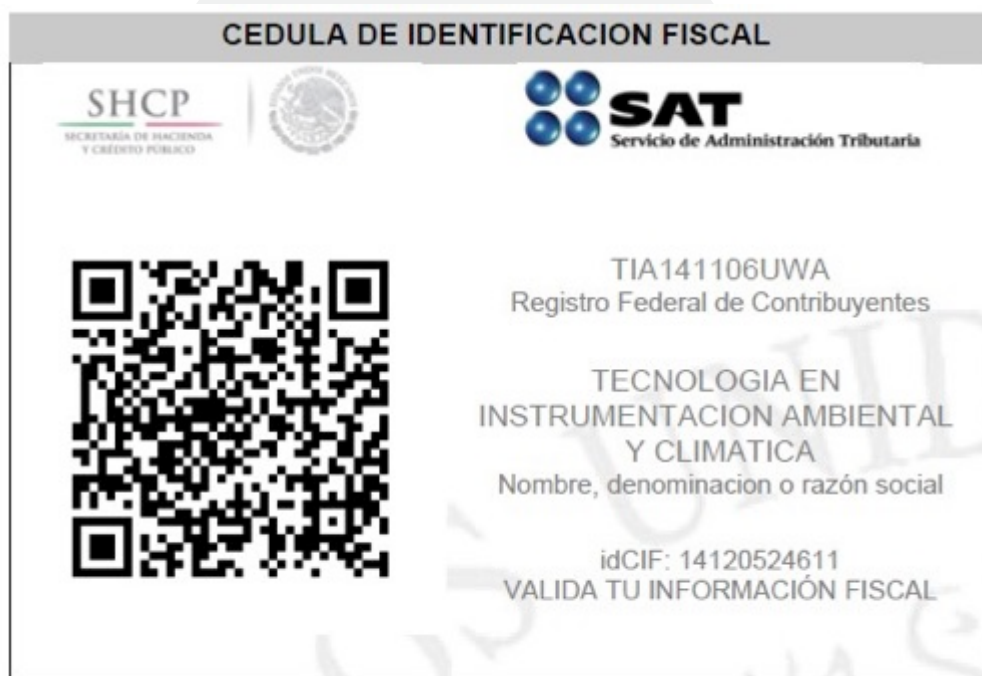 CEDULA DE IDENTIFICACION FISCAL
SHCP
SECRETARÍA DE HACIENDA
Y CRÉDITO PÚBLICO
SAT
Servicio de Administración Tributaria
TIA141106UWA
Registro Federal de Contribuyentes
TECNOLOGIA EN
INSTRUMENTACION AMBIENTAL
Y CLIMATICA
Nombre, denominacion o razón social
idCIF: 14120524611
VALIDA TU INFORMACIÓN FISCAL